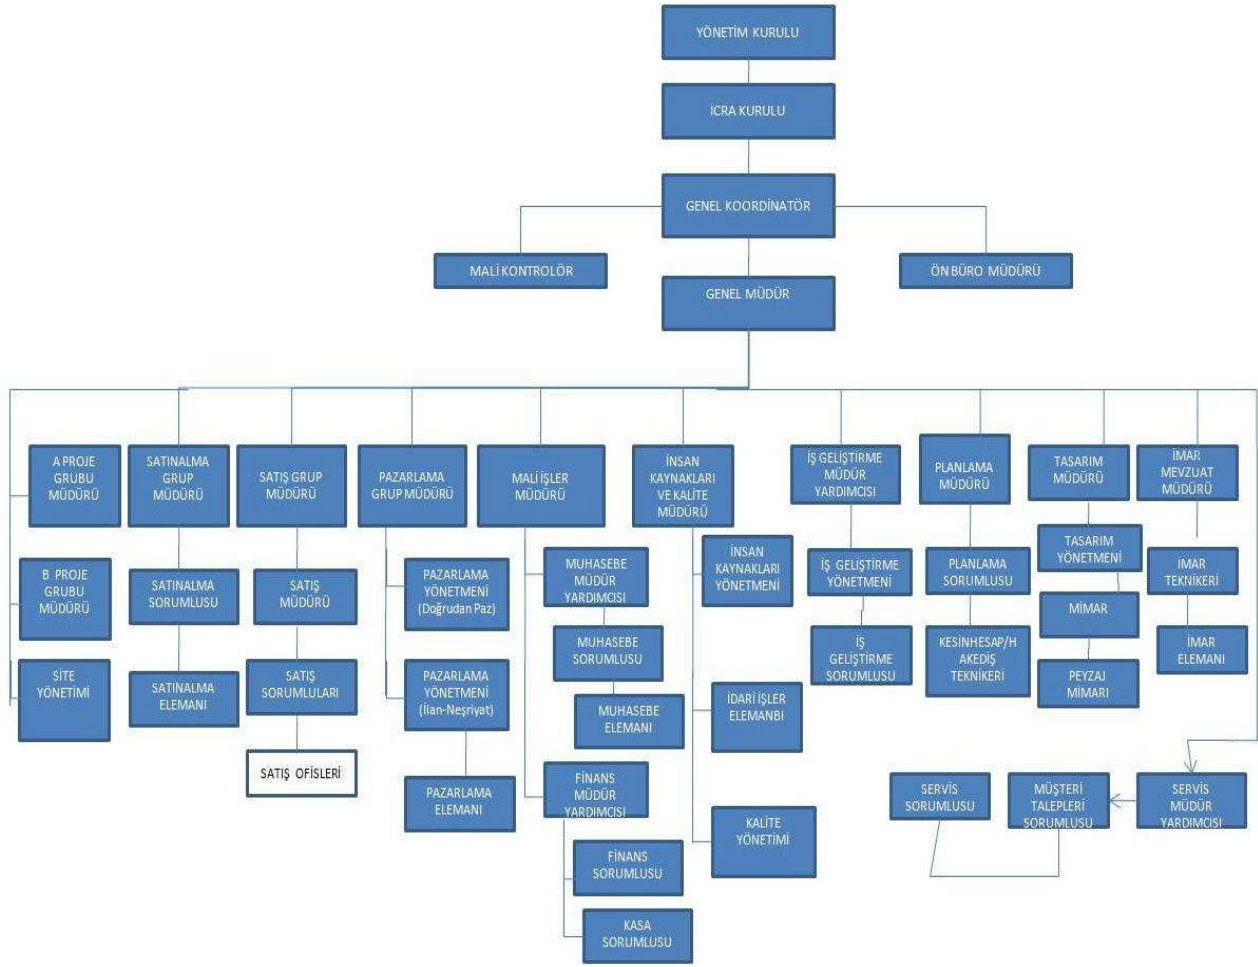 YÖNETİM KURULU
İCRA KURULU
GENEL KOORDİNATÖR
MALİ KONTROLÖR
ÖN BÜRO MÜDÜRÜ
GENEL MÜDÜR
A PROJE
GRUBU
MÜDÜRÜ
SATINALMA
GRUP
MÜDÜRÜ
SATIŞ GRUP
MÜDÜRÜ
PAZARLAMA
GRUP MÜDÜRÜ
MALİ İŞLER
MÜDÜRÜ
İNSAN
KAYNAKLARI
VE KALİTE
MÜDÜRÜ
İŞ GELİŞTİRME
MÜDÜR
YARDIMCISI
PLANLAMA
MÜDÜRÜ
TASARIM
MÜDÜRÜ
İMAR
MEVZUAT
MÜDÜRÜ
B PROJE
GRUBU
MÜDÜRÜ
SATINALMA
SORUMLUSU
SATIŞ
MÜDÜRÜ
PAZARLAMA
YÖNETMENİ
(Doğrudan Paz)
MUHASEBE
MÜDÜR
YARDIMCISI
İNSAN
KAYNAKLARI
YÖNETMENİ
İŞ GELİŞTİRME
YÖNETMENİ
PLANLAMA
SORUMLUSU
TASARIM
YÖNETMENİ
IMAR
TEKNİKERİ
MİMAR
SİTE
YÖNETİMİ
SATINALMA
ELEMANI
SATIŞ
SORUMLULARI
PAZARLAMA
YÖNETMENİ
(İlan-Neşriyat)
MUHASEBE
SORUMLUSU
İŞ
GELİŞTİRME
SORUMLUSU
KESİNHESAP/H
AKEDİŞ
TEKNİKERİ
PEYZAJ
MİMARI
İMAR
ELEMANI
MUHASEBE
ELEMANI
İDARİ İŞLER
ELEMANBI
SATIŞ OFİSLERİ
PAZARLAMA
ELEMANI
FİNANS
MÜDÜR
YARDIMCISI
KALİTE
YÖNETİMİ
SERVİS
SORUMLUSU
MÜŞTERİ
TALEPLERİ
SORUMLUSU
SERVİS
MÜDÜR
YARDIMCISI
FİNANS
SORUMLUSU
KASA
SORUMLUSU